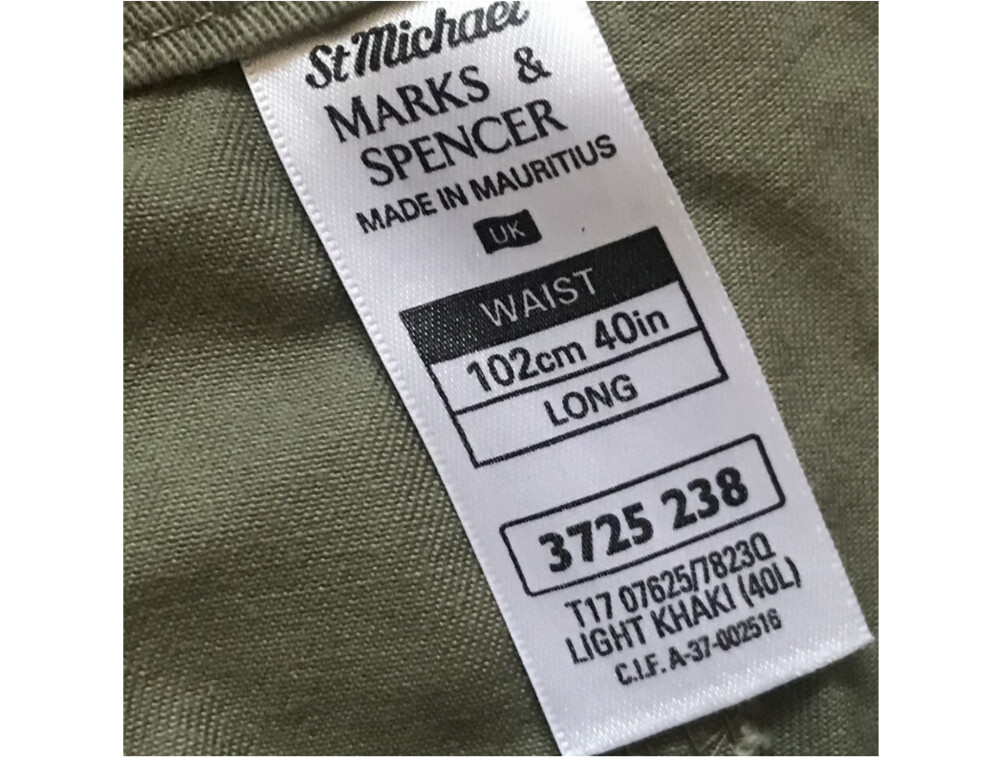 St Michael
MARKS &
SPENCER
MADE IN MAURITIUS
UK
WAIST
102cm 40in
LONG
3725 238
T17 07625/7823Q
LIGHT KHAKI (40L)
C.I.F. A-37-002516